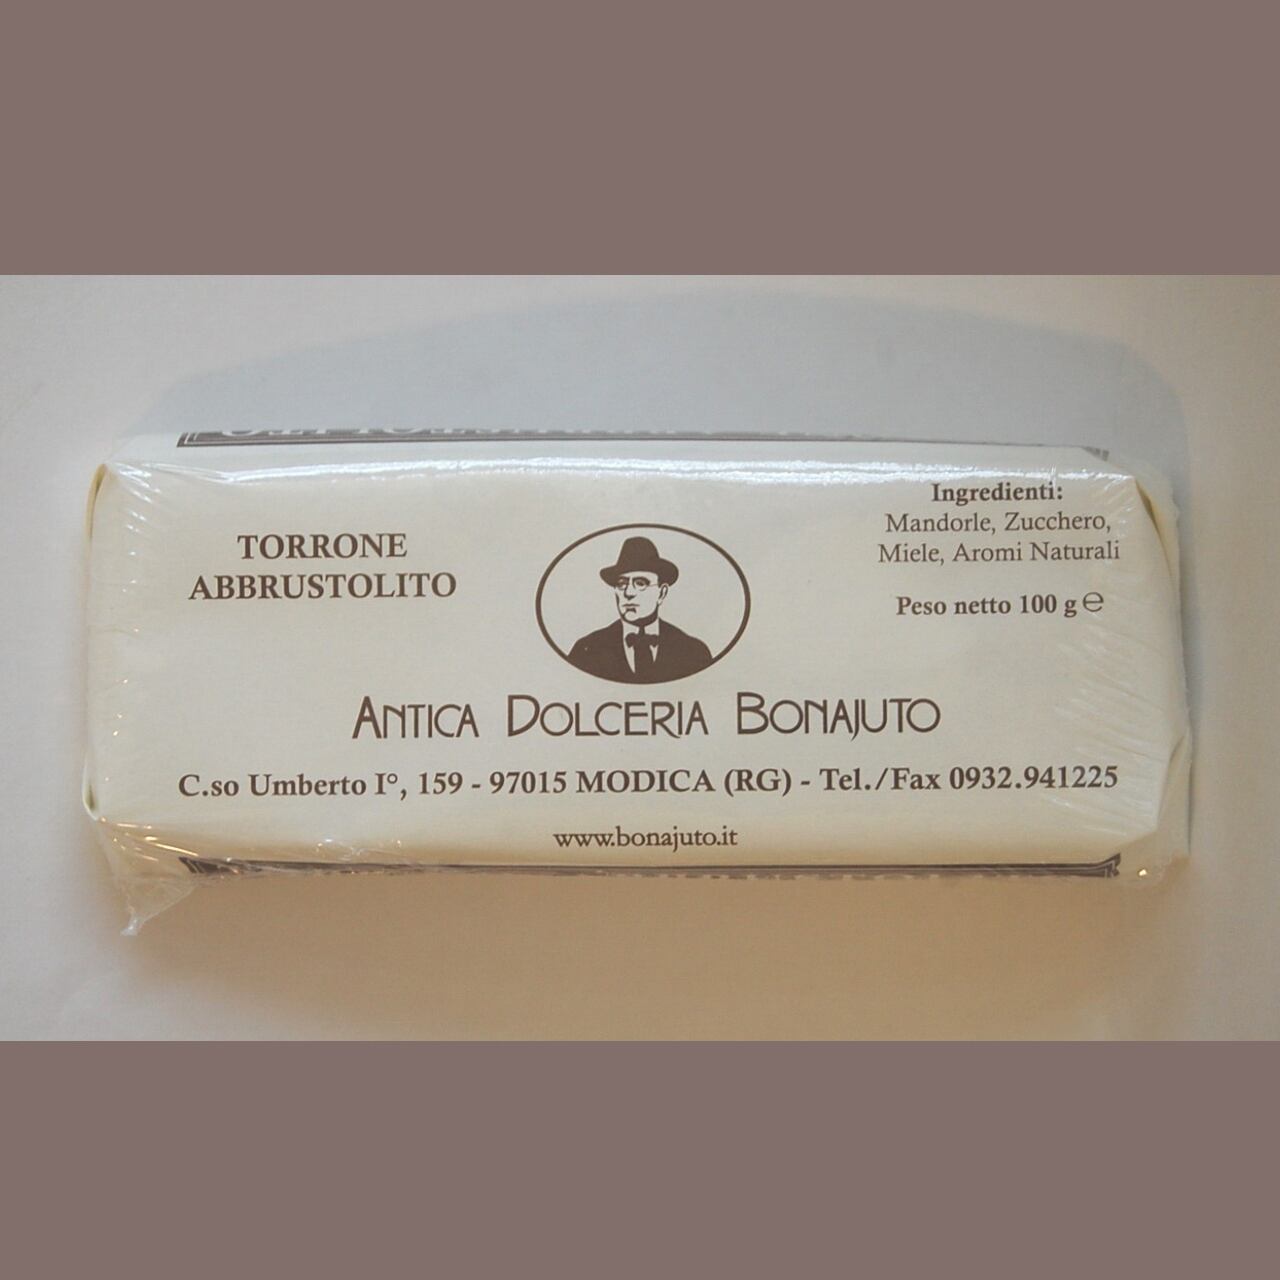 TORRONE
ABBRUSTOLITO
Ingredienti:
Mandorle, Zucchero,
Miele, Aromi Naturali
Peso netto 100 g ℮
ANTICA DOLCERIA BONAJUTO
C.so Umberto I°, 159 - 97015 MODICA (RG) - Tel./Fax 0932.941225
www.bonajuto.it